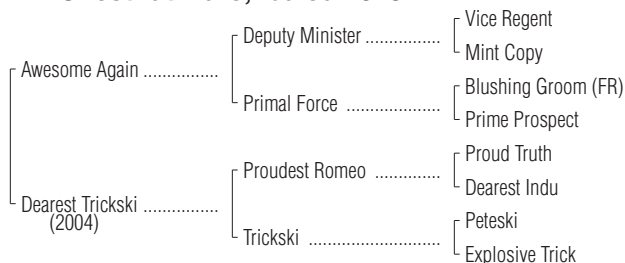 Vice Regent
Deputy Minister ................
Mint Copy
Awesome Again ................
Blushing Groom (FR)
Primal Force ....................
Prime Prospect
Proud Truth
Proudest Romeo ...............
Dearest Indu
Dearest Trickski ................
(2004)
Peteski
Trickski ............................
Explosive Trick